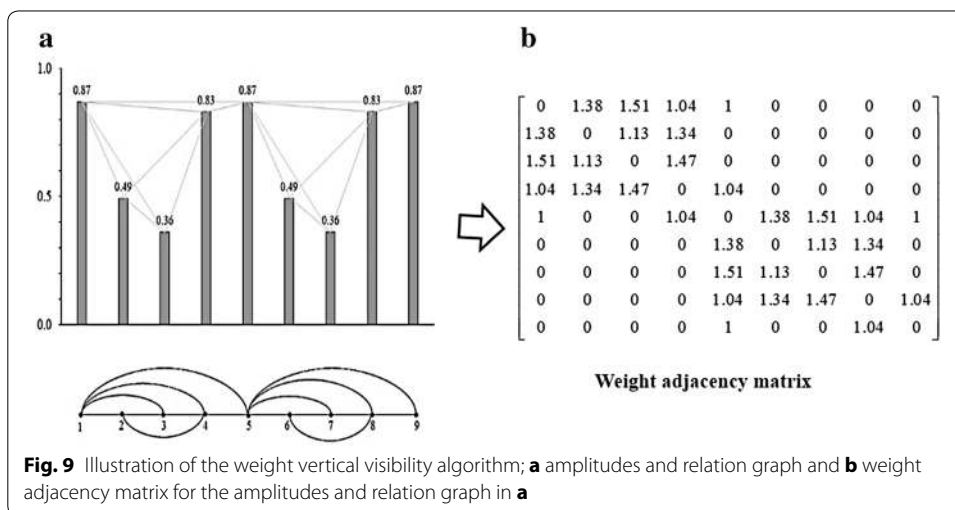 a
b
1.0
0.5
0.0
0.87
0.49
0.36
0.83
0.87
0.49
0.36
0.83
0.87
1 2 3 4 5 6 7 8 9
0 1.38 1.51 1.04 1 0 0 0 0
1.38 0 1.13 1.34 0 0 0 0 0
1.51 1.13 0 1.47 0 0 0 0 0
1.04 1.34 1.47 0 1.04 0 0 0 0
1 0 0 1.04 0 1.38 1.51 1.04 1
0 0 0 0 1.38 0 1.13 1.34 0
0 0 0 0 1.51 1.13 0 1.47 0
0 0 0 0 1.04 1.34 1.47 0 1.04
0 0 0 0 1 0 0 1.04 0
Weight adjacency matrix
Fig. 9 Illustration of the weight vertical visibility algorithm; a amplitudes and relation graph and b weight
adjacency matrix for the amplitudes and relation graph in a